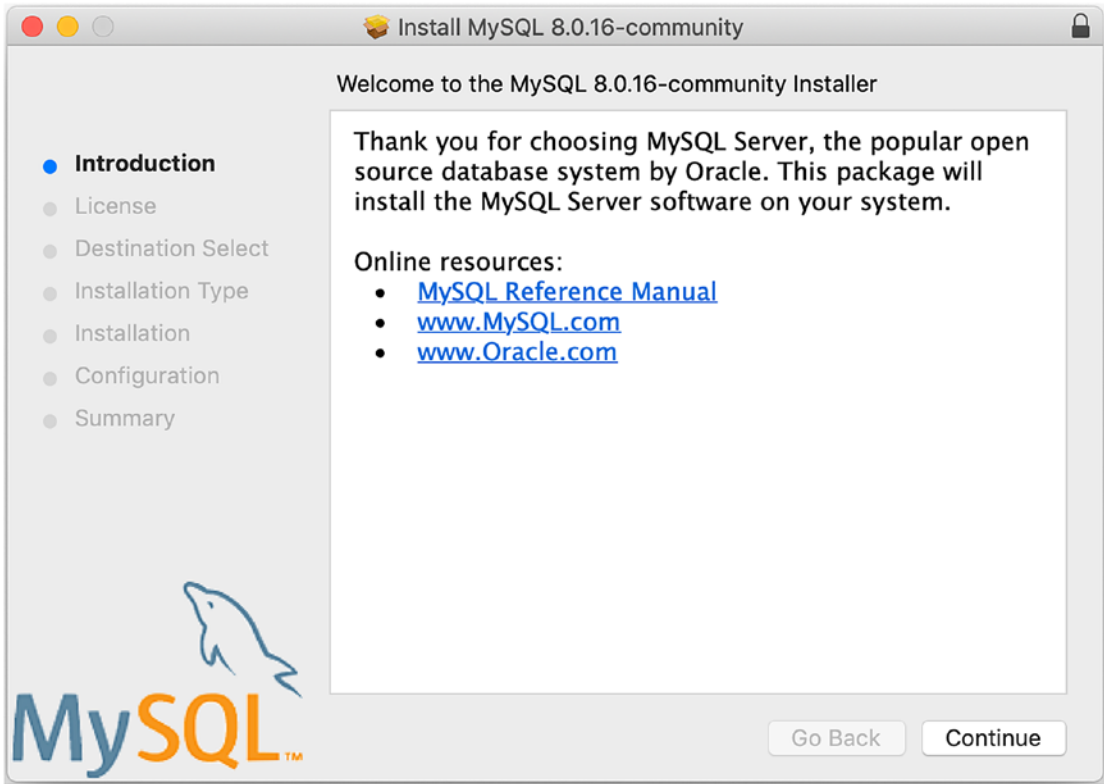 Install MySQL 8.0.16-community
Welcome to the MySQL 8.0.16-community Installer
Introduction
License
Destination Select
Installation Type
Installation
Configuration
Summary
Thank you for choosing MySQL Server, the popular open
source database system by Oracle. This package will
install the MySQL Server software on your system.
Online resources:
• MySQL Reference Manual
• www.MySQL.com
• www.Oracle.com
MySQL™
Go Back
Continue